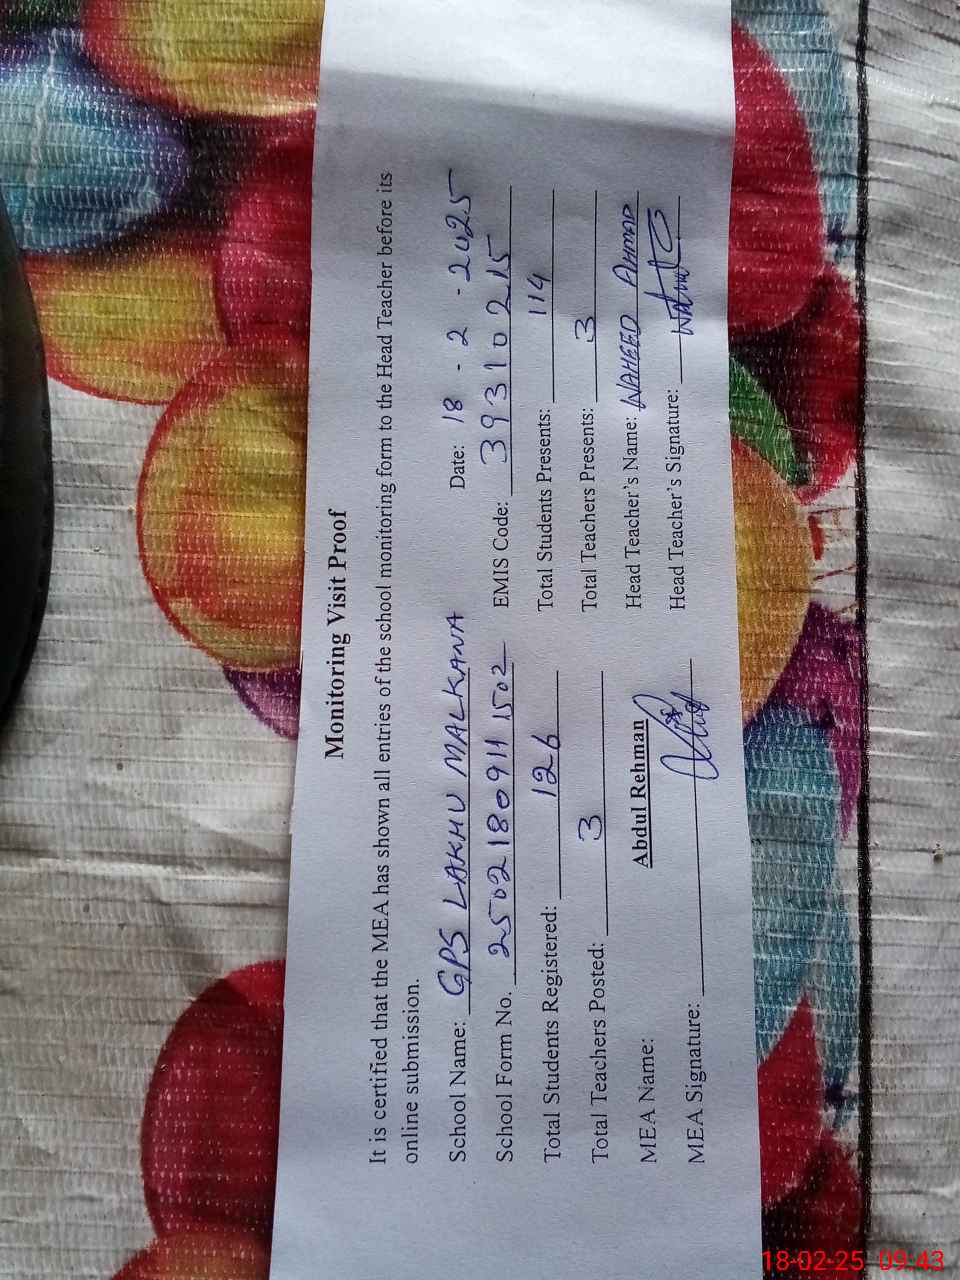 Monitoring Visit Proof
It is certified that the MEA has shown all entries of the school monitoring form to the Head Teacher before its
online submission.
School Name: GPS LAKHU MALKANA Date: 18 - 2 - 2025
School Form No. 25021809111502 EMIS Code: 39310215
Total Students Registered: 126 Total Students Presents: 114
Total Teachers Posted: 3 Total Teachers Presents: 3
MEA Name: Abdul Rehman Head Teacher's Name: WAHEED AHMAD
MEA Signature: Head Teacher's Signature:
18-02-25 09:43